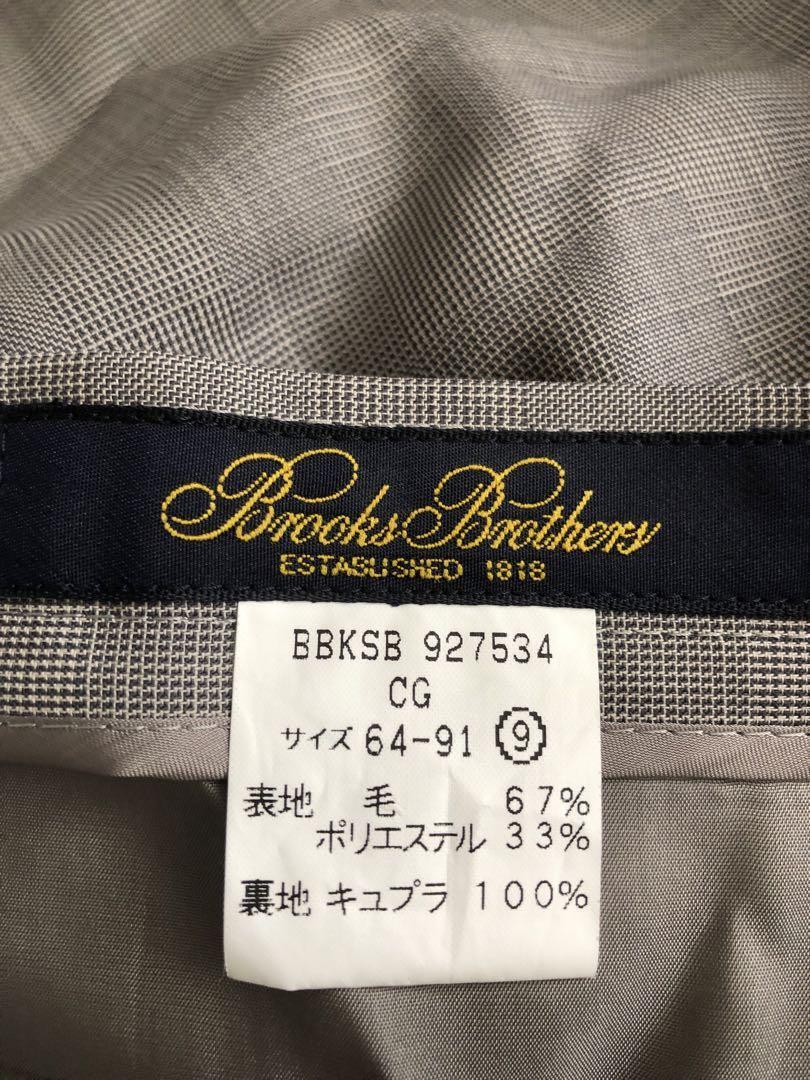 Brooks Brothers
ESTABLISHED 1818
BBKSB 927534
CG
サイズ 64-91 ⑨
表地 毛 67%
ポリエステル 33%
裏地 キュプラ 100%